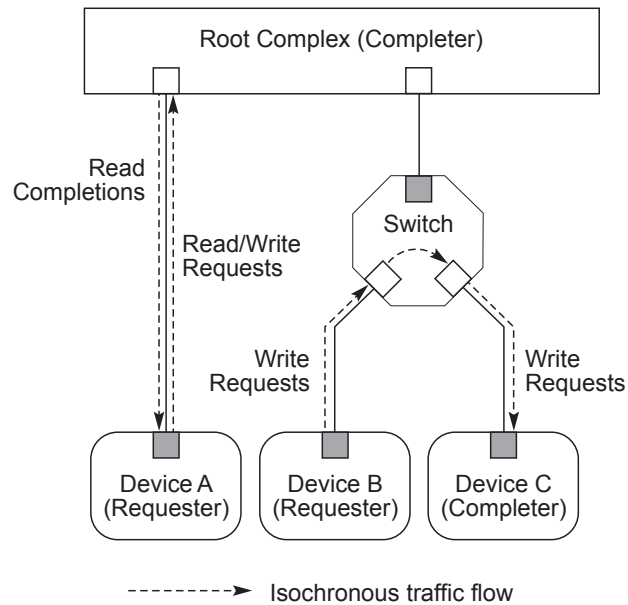 Root Complex (Completer)
Read
Completions
Read/Write
Requests
Switch
Write
Requests
Write
Requests
Device A
(Requester)
Device B
(Requester)
Device C
(Completer)
Isochronous traffic flow